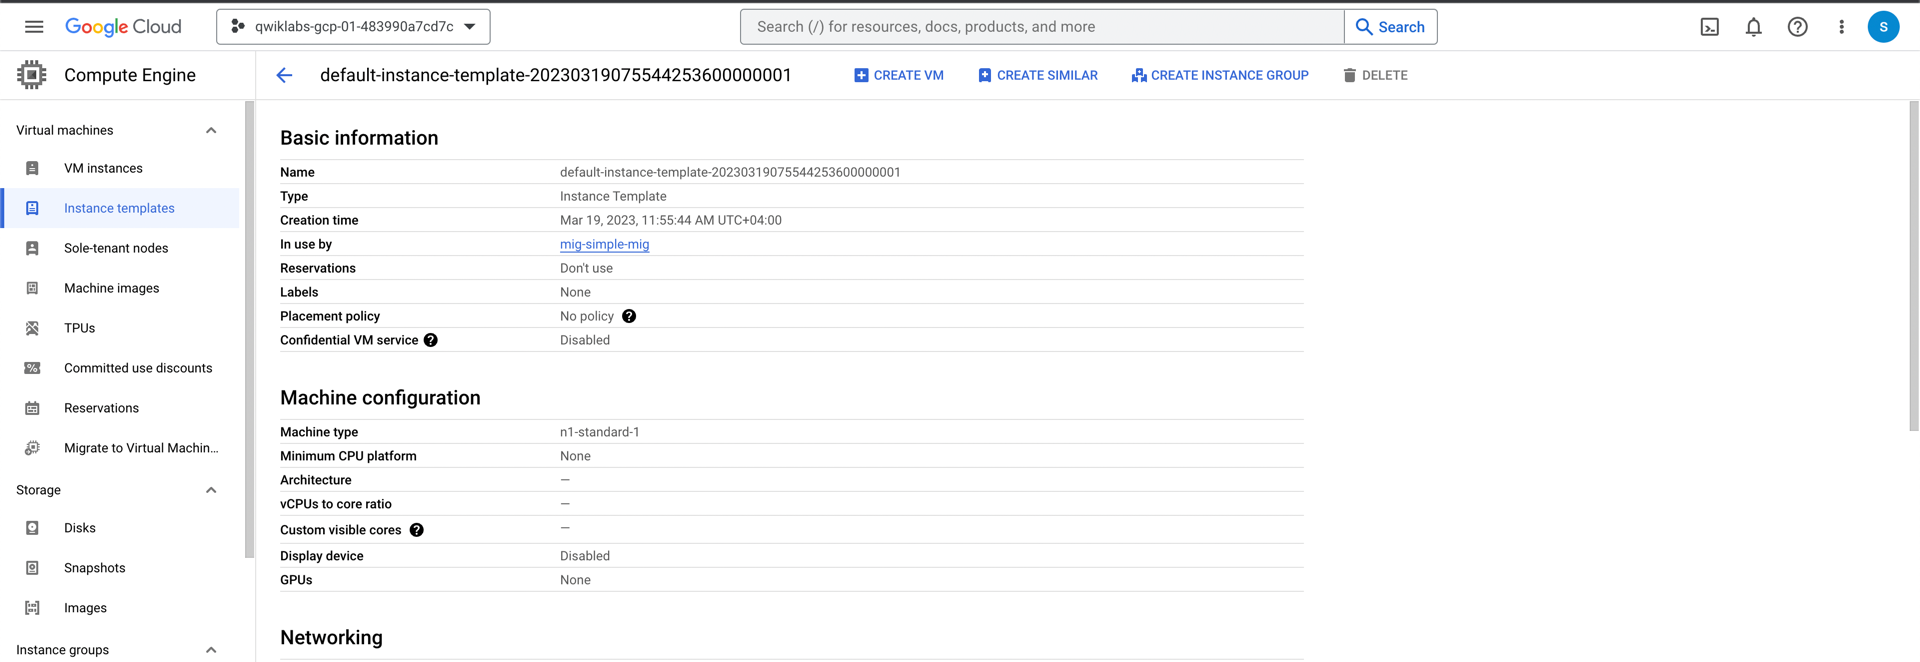 Google Cloud
qwiklabs-gcp-01-483990a7cd7c
Search (/) for resources, docs, products, and more
Search
S
Compute Engine
default-instance-template-20230319075544253600000001
CREATE VM
CREATE SIMILAR
CREATE INSTANCE GROUP
DELETE
Virtual machines
VM instances
Instance templates
Sole-tenant nodes
Machine images
TPUs
Committed use discounts
Reservations
Migrate to Virtual Machin...
Storage
Disks
Snapshots
Images
Instance groups
Basic information
Name default-instance-template-20230319075544253600000001
Type Instance Template
Creation time Mar 19, 2023, 11:55:44 AM UTC+04:00
In use by mig-simple-mig
Reservations Don't use
Labels None
Placement policy No policy ?
Confidential VM service ? Disabled
Machine configuration
Machine type n1-standard-1
Minimum CPU platform None
Architecture —
vCPUs to core ratio —
Custom visible cores ? —
Display device Disabled
GPUs None
Networking